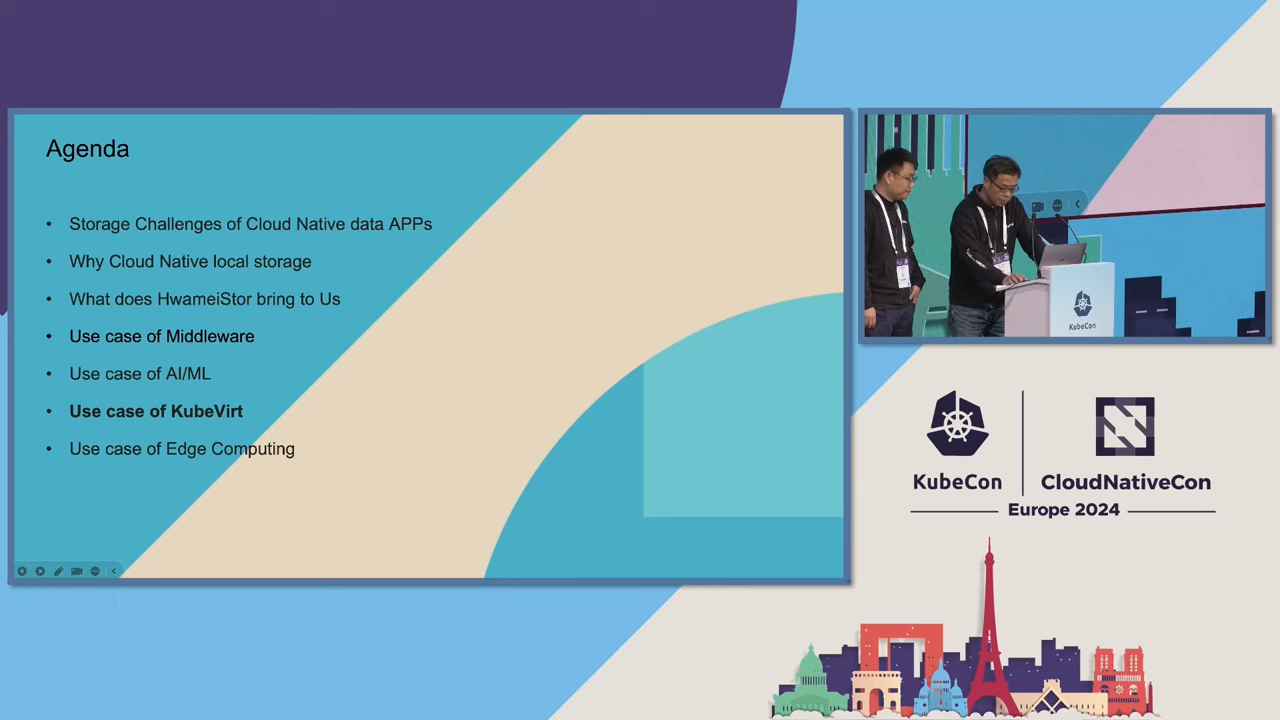 Agenda
• Storage Challenges of Cloud Native data APPs
• Why Cloud Native local storage
• What does HwameiStor bring to Us
• Use case of Middleware
• Use case of AI/ML
• Use case of KubeVirt
• Use case of Edge Computing
KubeCon
KubeCon
CloudNativeCon
Europe 2024